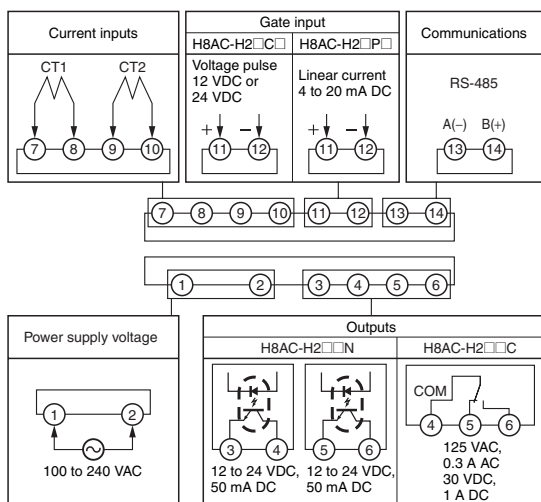 Current inputs
CT1 CT2
7 8 9 10
Gate input
H8AC-H2□C□
Voltage pulse
12 VDC or
24 VDC
+ −
11 12
H8AC-H2□P□
Linear current
4 to 20 mA DC
+ −
11 12
Communications
RS-485
A(−) B(+)
13 14
7 8 9 10 11 12 13 14
1 2 3 4 5 6
Power supply voltage
1 2
100 to 240 VAC
Outputs
H8AC-H2□□N
3 4
12 to 24 VDC,
50 mA DC
5 6
12 to 24 VDC,
50 mA DC
H8AC-H2□□C
COM
4 5 6
125 VAC,
0.3 A AC
30 VDC,
1 A DC